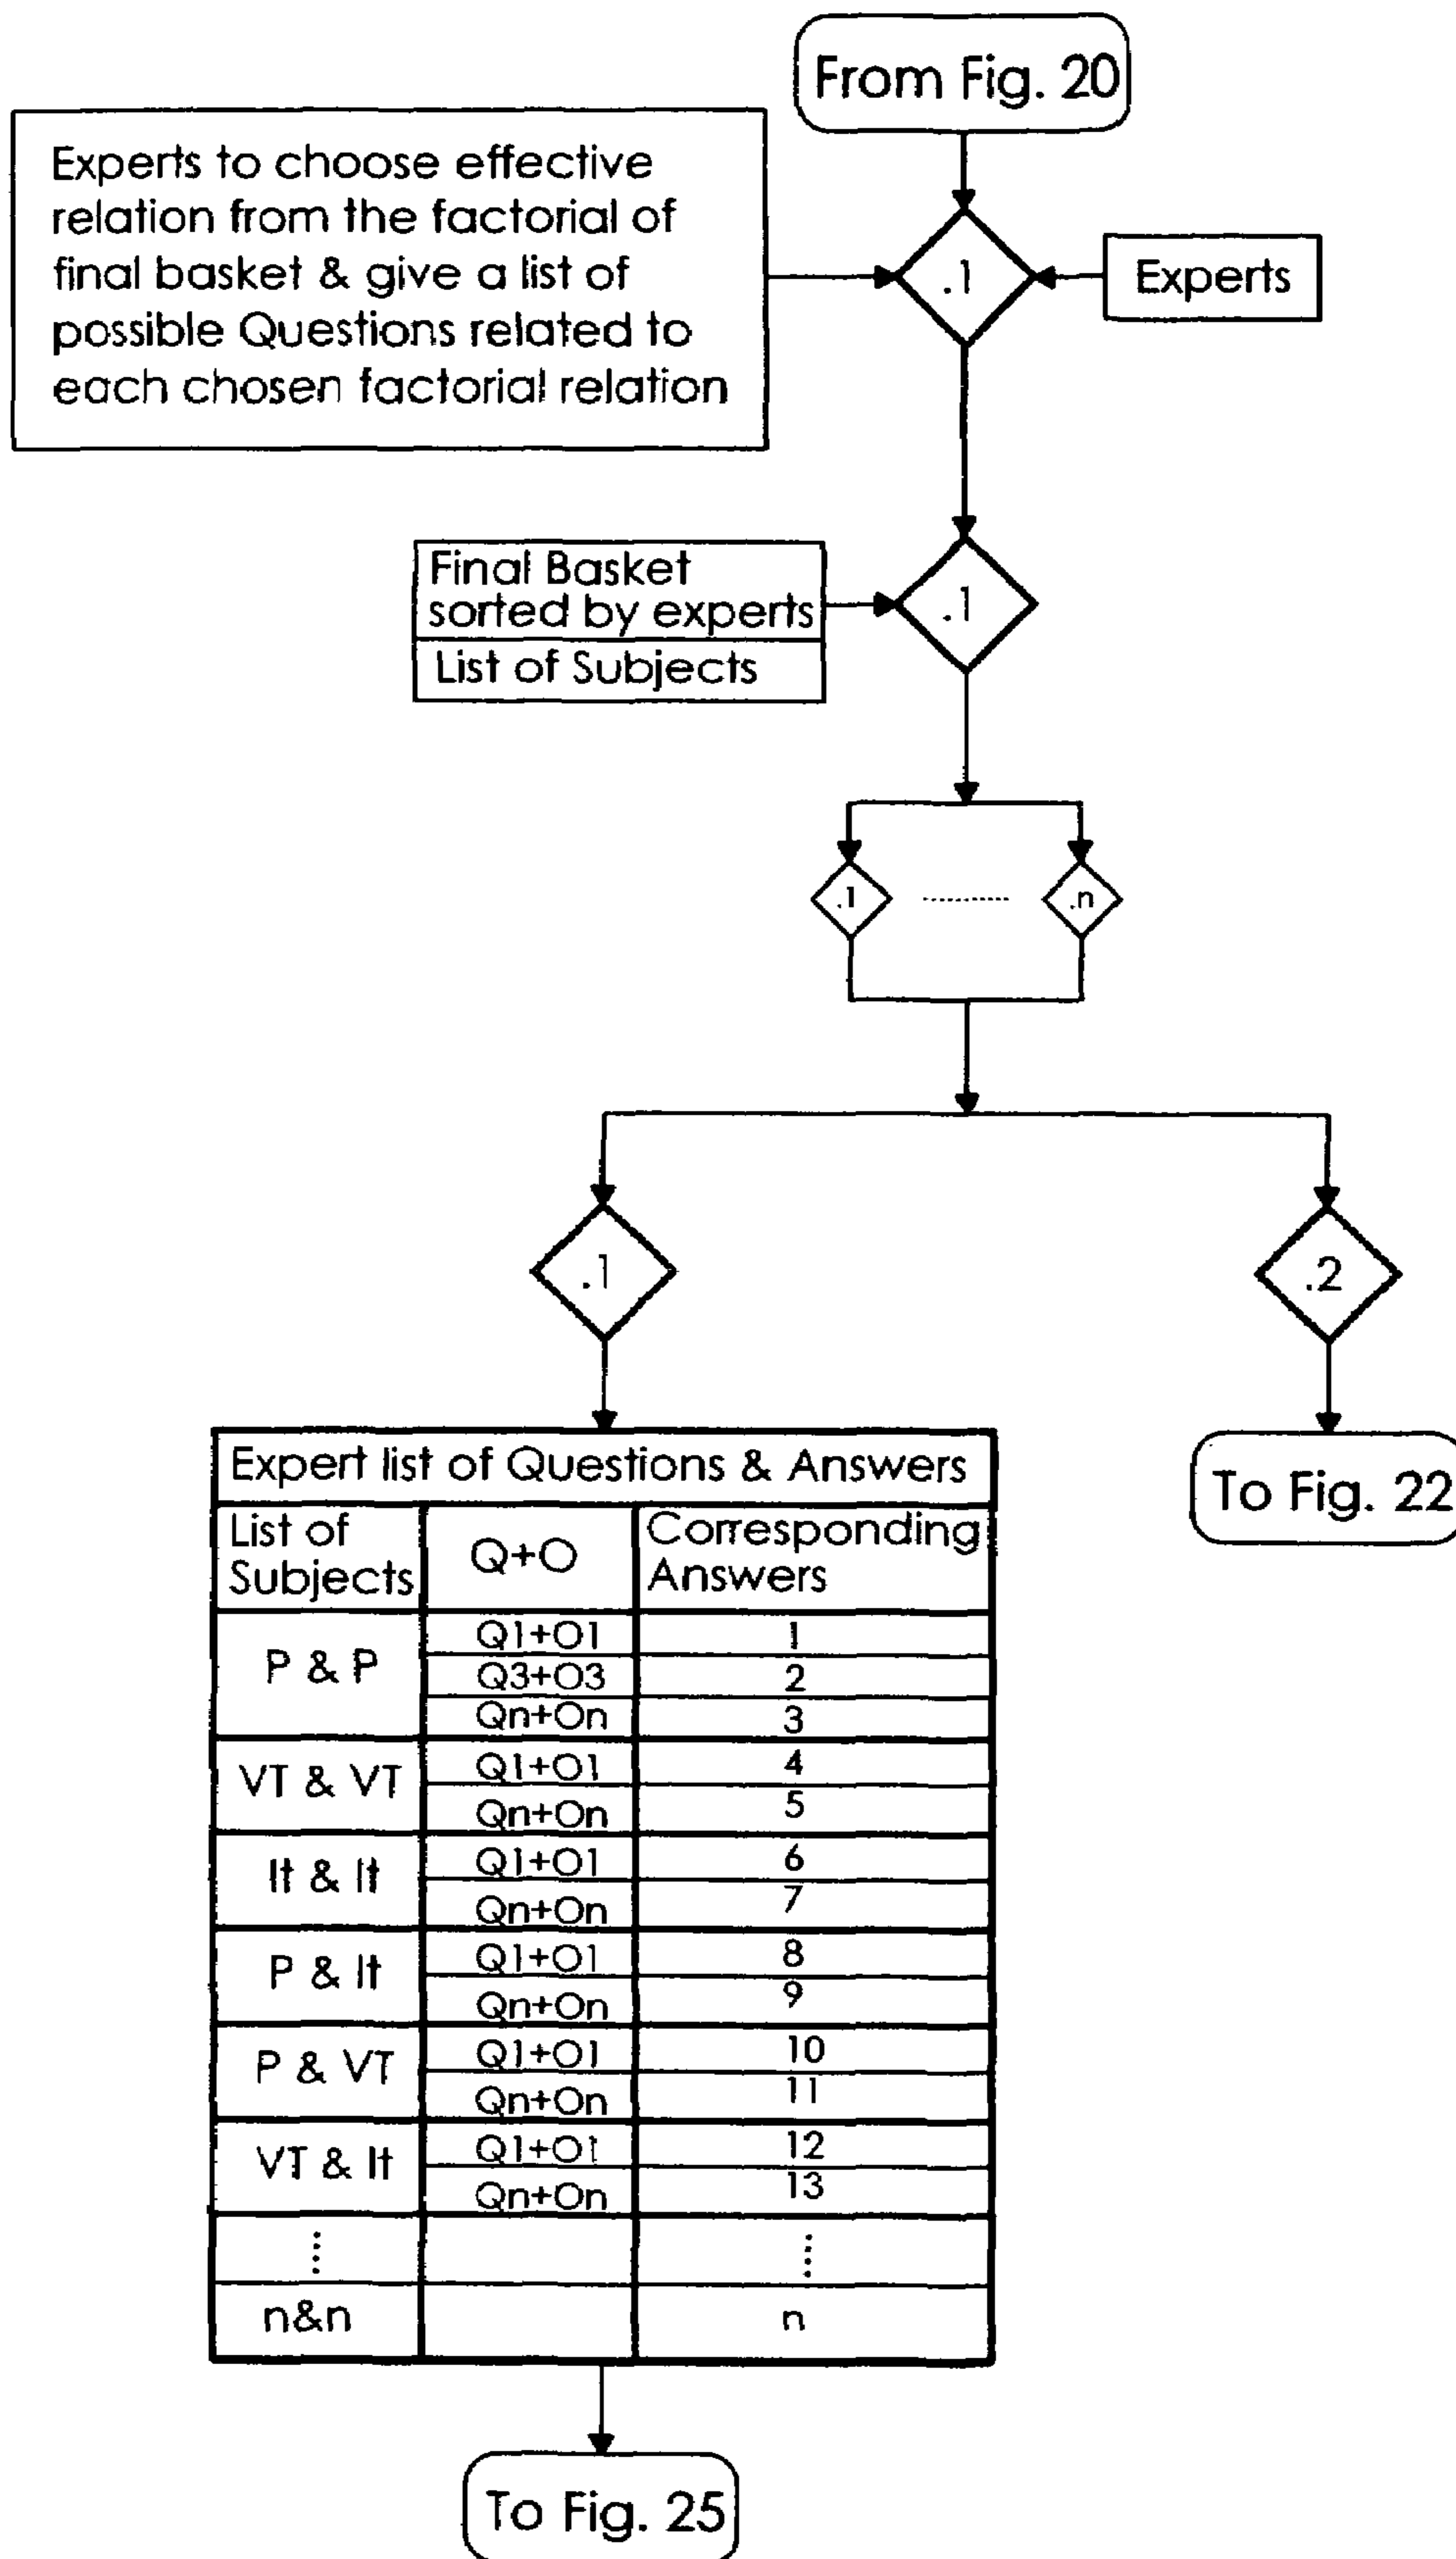 From Fig. 20
Experts to choose effective
relation from the factorial of
final basket & give a list of
possible Questions related to
each chosen factorial relation
.1
Experts
Final Basket
sorted by experts
List of Subjects
.1
.1
.n
.1
.2
To Fig. 22
Expert list of Questions & Answers
List of
Subjects
Q+O
Corresponding
Answers
P & P
Q1+O1
1
Q3+O3
2
Qn+On
3
VT & VT
Q1+O1
4
Qn+On
5
It & It
Q1+O1
6
Qn+On
7
P & It
Q1+O1
8
Qn+On
9
P & VT
Q1+O1
10
Qn+On
11
VT & It
Q1+O1
12
Qn+On
13
n&n
n
To Fig. 25